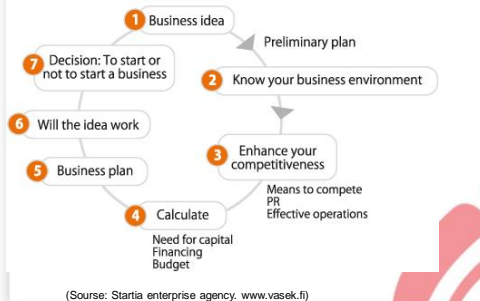 1 Business idea
Preliminary plan
2 Know your business environment
3 Enhance your
competitiveness
Means to compete
PR
Effective operations
4 Calculate
Need for capital
Financing
Budget
5 Business plan
6 Will the idea work
7 Decision: To start or
not to start a business
(Sourse: Startia enterprise agency. www.vasek.fi)